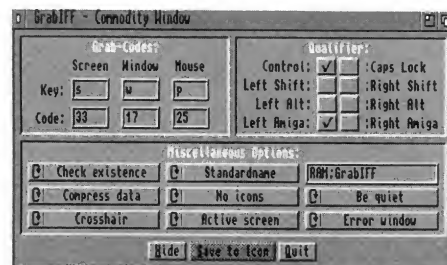 GrabIFF - Commodity Window
Grab-Codes:
Screen Window Mouse
Key: s w p
Code: 33 17 25
Qualifier:
Control: ✓ :Caps Lock
Left Shift: :Right Shift
Left Alt: :Right Alt
Left Amiga: ✓ :Right Amiga
Miscellaneous Options:
Check existence Standardname RAM:GrabIFF
Compress data No icons Be quiet
Crosshair Active screen Error window
Hide Save to Icon Quit